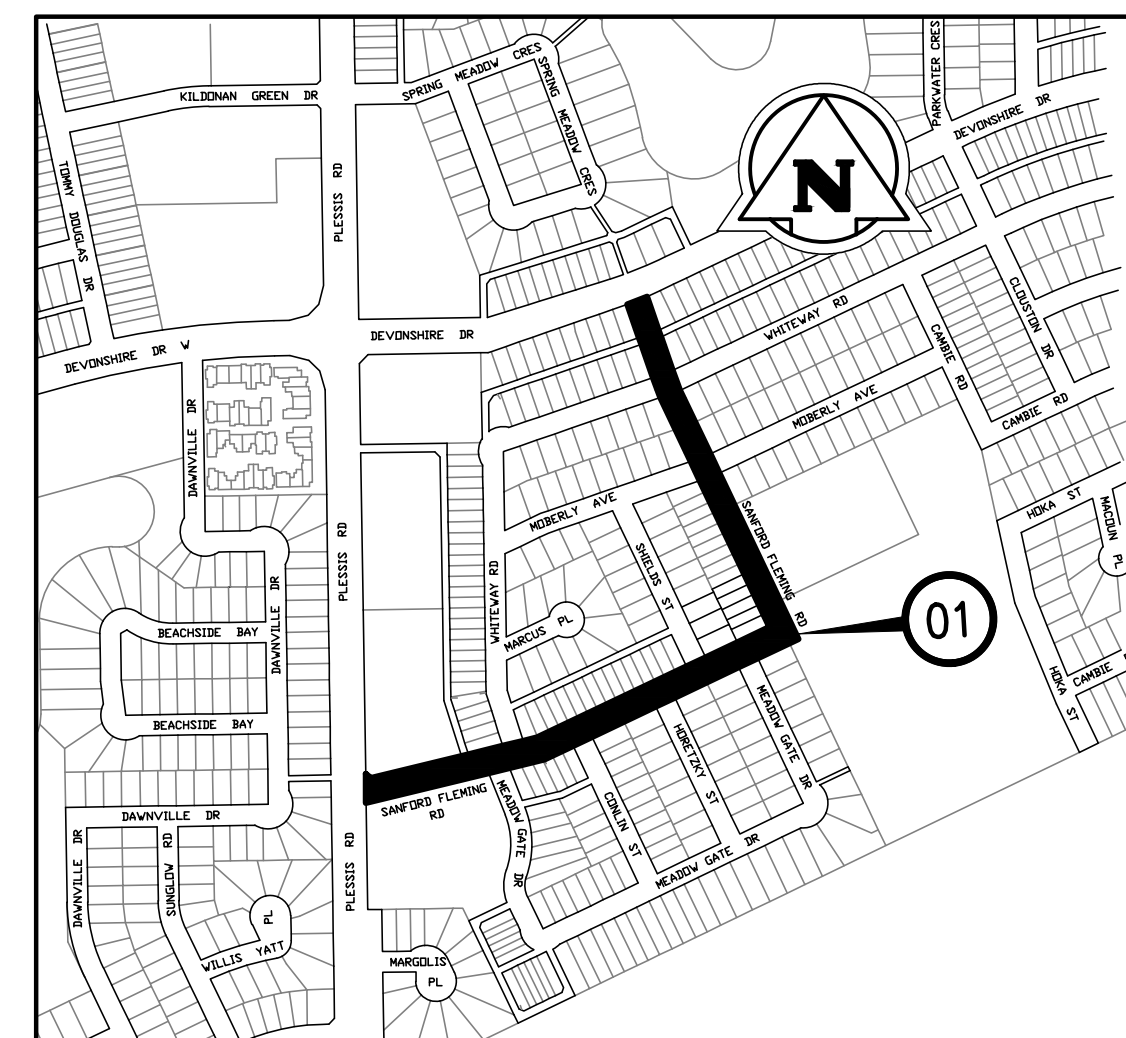 SPRING MEADOW CRES
SPRING MEADOW CRES
PARKWATER CRES
KILDONAN GREEN DR
DEVONSHIRE DR
TOMMY DOUGLAS DR
PLESSIS RD
N
CLOUSTON DR
WHITEWAY RD
DEVONSHIRE DR
DEVONSHIRE DR W
CAMBIE RD
MOBERLY AVE
CAMBIE RD
DAWNVILLE DR
MOBERLY AVE
HOKA ST
MACOUN PL
PLESSIS RD
SANFORD FLEMING RD
SHIELDS ST
WHITEWAY RD
DAWNVILLE DR
MARCUS PL
01
BEACHSIDE BAY
HOKA ST
CAMBIE
BEACHSIDE BAY
MEADOW GATE DR
HORETZKY ST
SANFORD FLEMING
RD
MEADOW GATE DR
CONLIN ST
DAWNVILLE DR
MEADOW GATE DR
DAWNVILLE DR
SUNGLOW RD
PLESSIS RD
WILLIS YATT
PL
MARGOLIS
PL